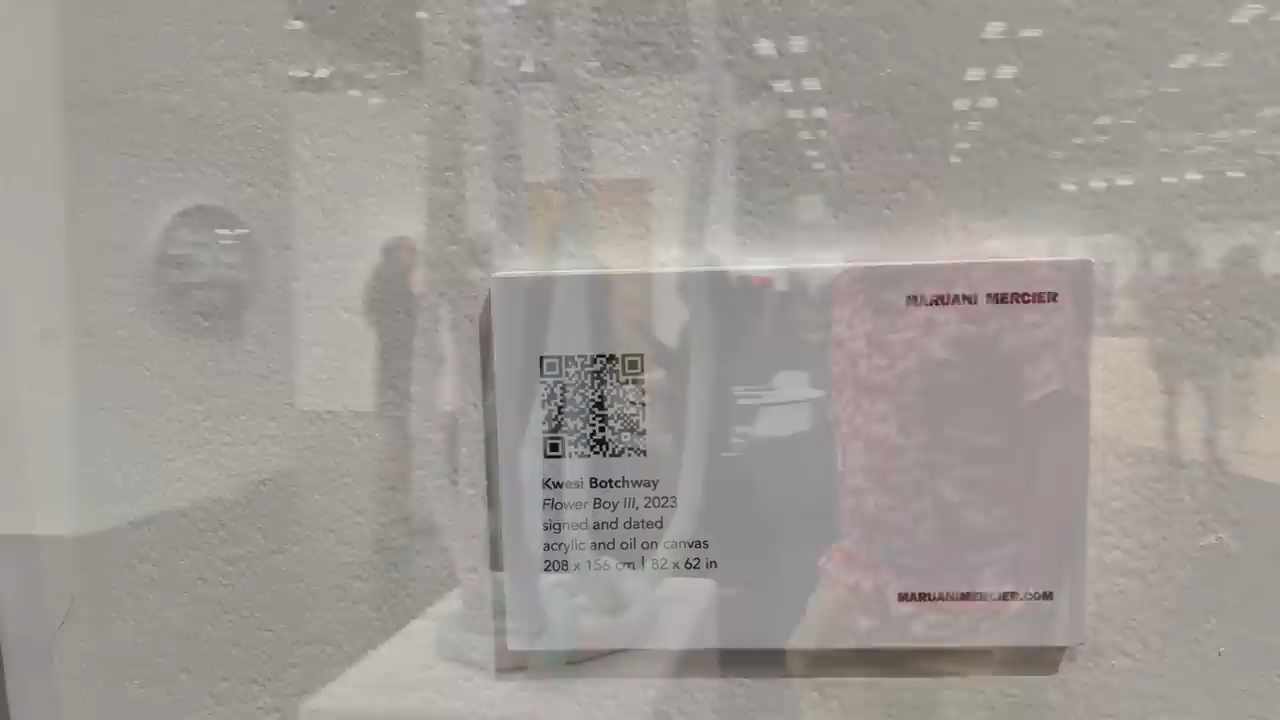 MARUANI MERCIER
Kwesi Botchway
Flower Boy III, 2023
signed and dated
acrylic and oil on canvas
208 x 156 cm | 82 x 62 in
MARUANIMERCIER.COM